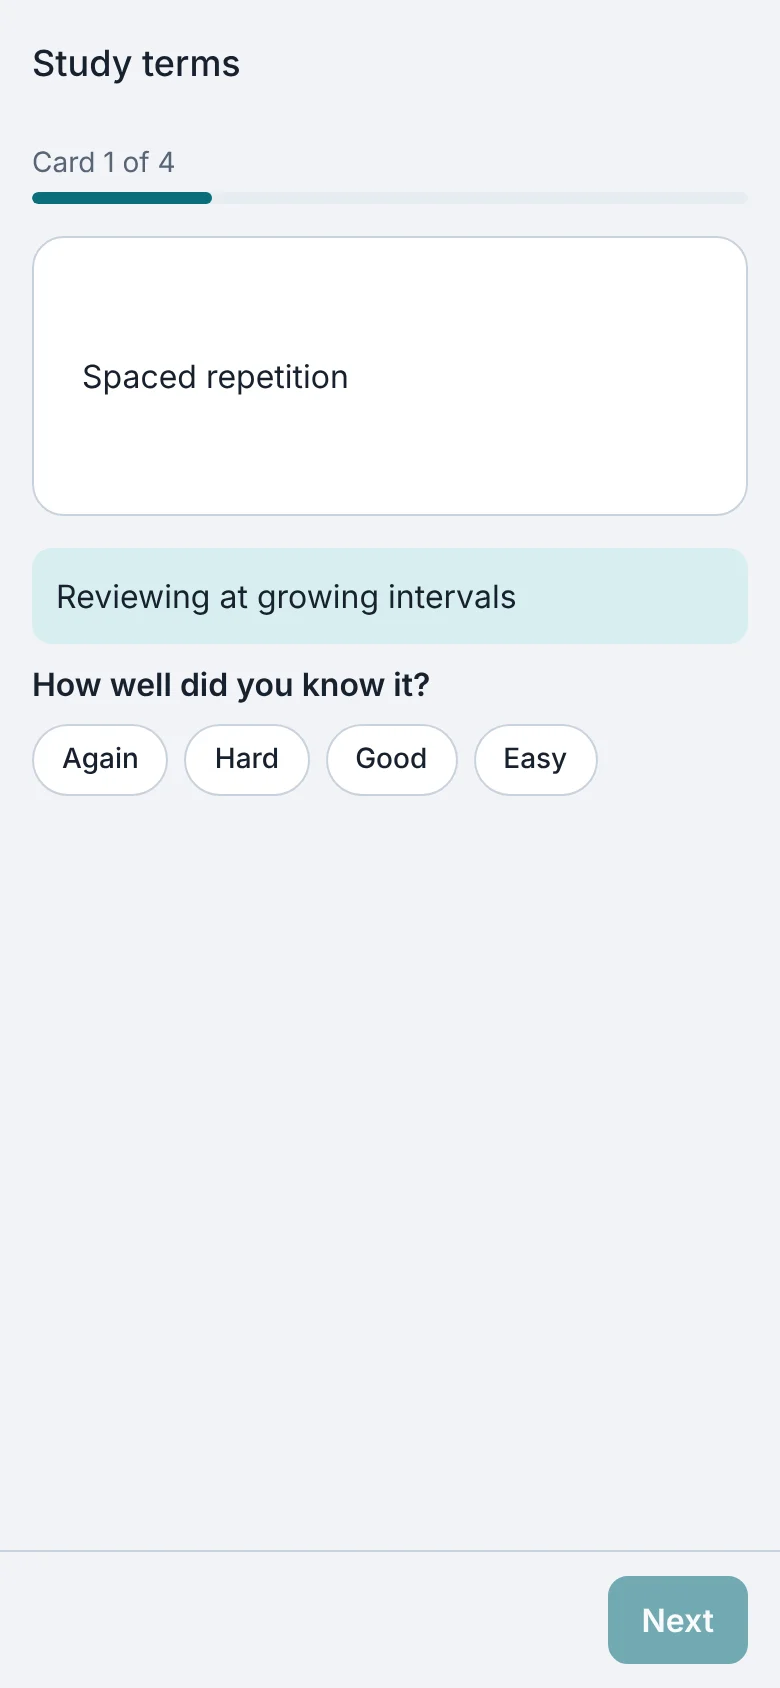 Study terms
Card 1 of 4
Spaced repetition
Reviewing at growing intervals
How well did you know it?
Again Hard Good Easy
Next